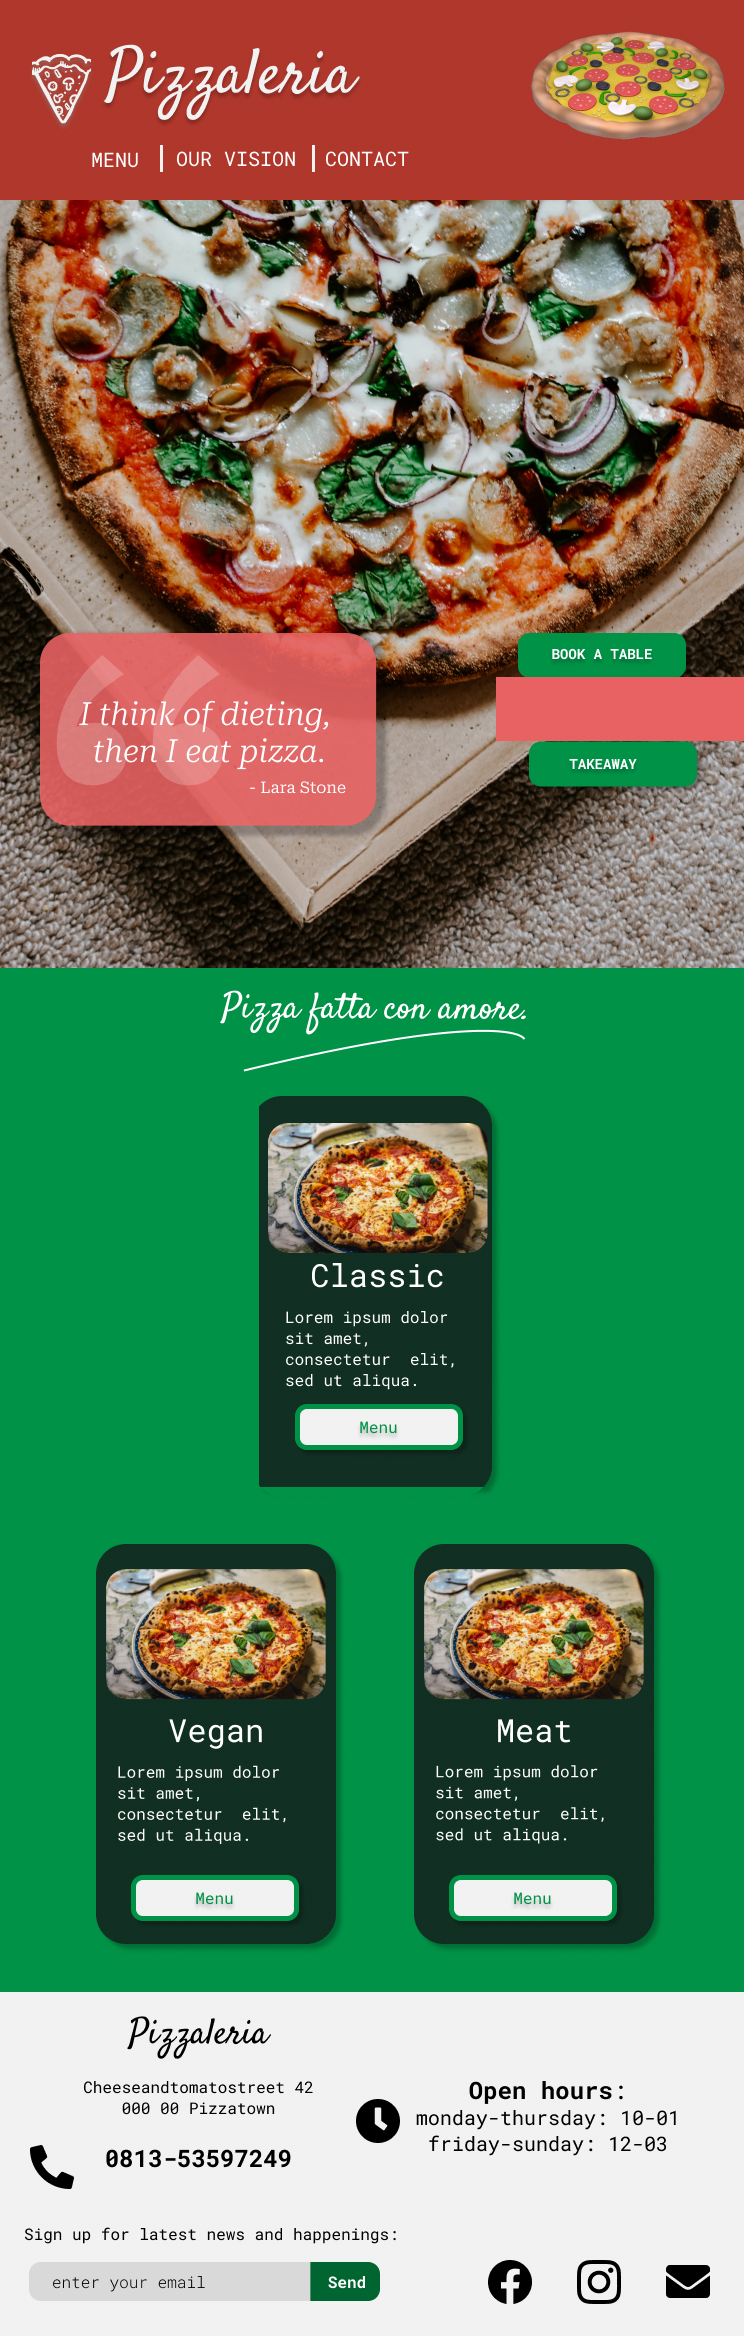 Pizzaleria
MENU
OUR VISION
CONTACT
“
I think of dieting,
then I eat pizza.
- Lara Stone
BOOK A TABLE
TAKEAWAY
Pizza fatta con amore.
Classic
Lorem ipsum dolor
sit amet,
consectetur  elit,
sed ut aliqua.
Menu
Vegan
Lorem ipsum dolor
sit amet,
consectetur  elit,
sed ut aliqua.
Menu
Meat
Lorem ipsum dolor
sit amet,
consectetur  elit,
sed ut aliqua.
Menu
Pizzaleria
Cheeseandtomatostreet 42
000 00 Pizzatown
0813-53597249
Open hours:
monday-thursday: 10-01
friday-sunday: 12-03
Sign up for latest news and happenings:
enter your email
Send